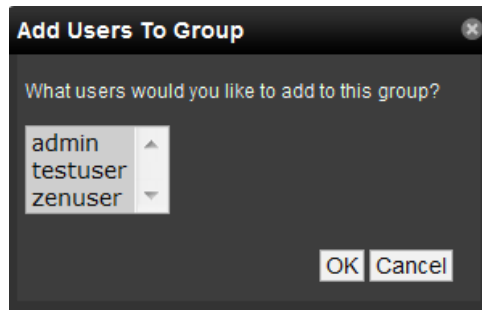 Add Users To Group
What users would you like to add to this group?
admin
testuser
zenuser
OK Cancel